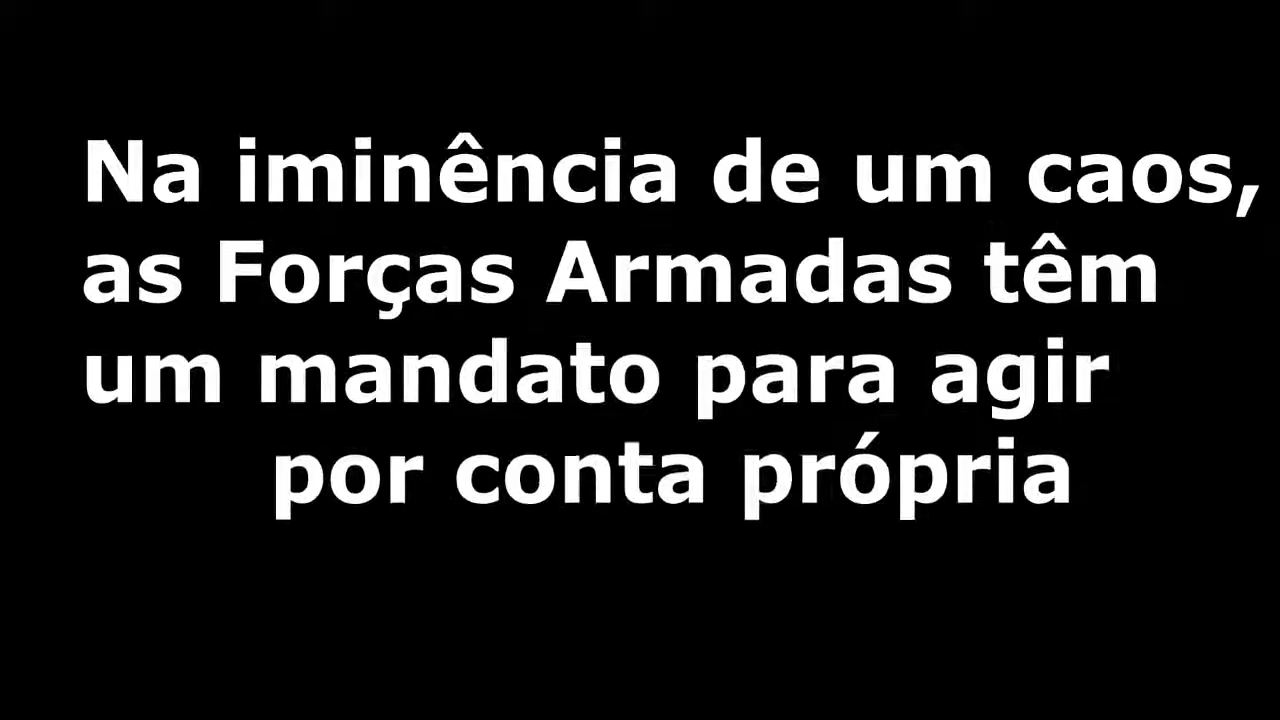 Na iminência de um caos,
as Forças Armadas têm
um mandato para agir
por conta própria